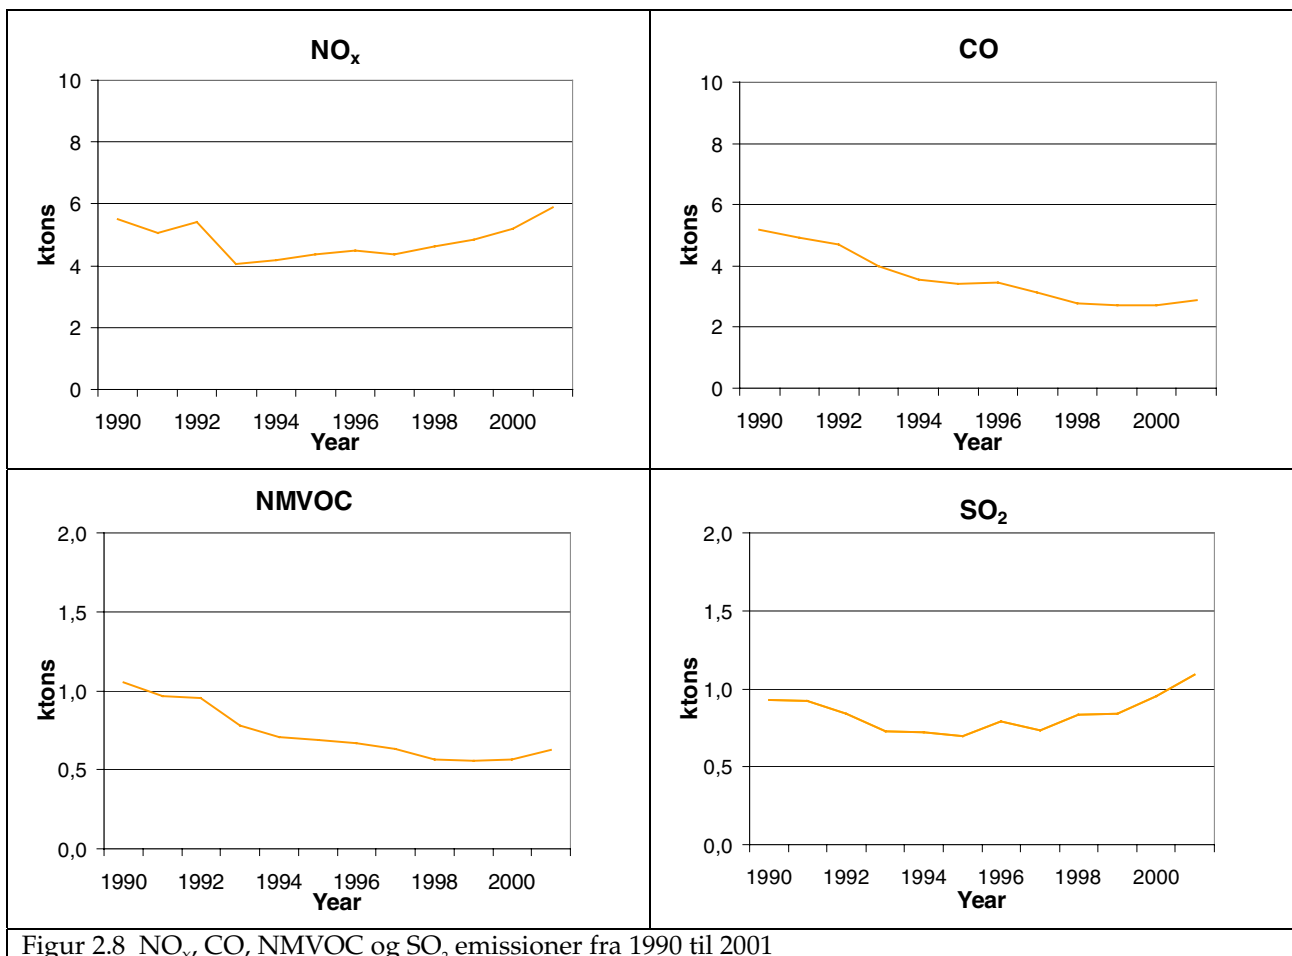 NOx
10
8
6
4
2
0
ktons
1990 1992 1994 1996 1998 2000
Year
CO
10
8
6
4
2
0
ktons
1990 1992 1994 1996 1998 2000
Year
NMVOC
2,0
1,5
1,0
0,5
0,0
ktons
1990 1992 1994 1996 1998 2000
Year
SO2
2,0
1,5
1,0
0,5
0,0
ktons
1990 1992 1994 1996 1998 2000
Year
Figur 2.8 NOx, CO, NMVOC og SO2 emissioner fra 1990 til 2001